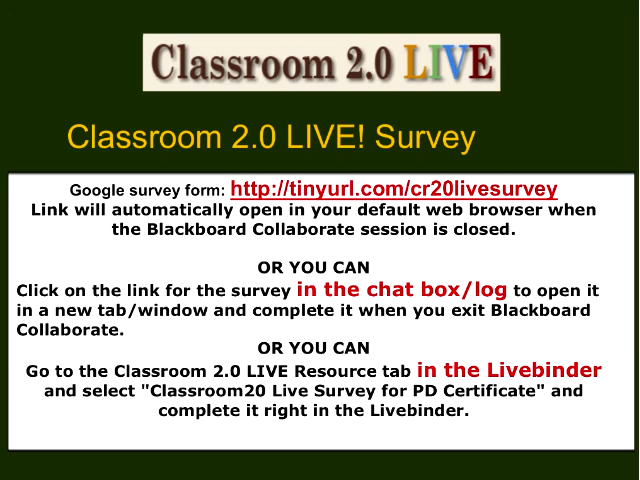 Classroom 2.0 LIVE
Classroom 2.0 LIVE! Survey
Google survey form: http://tinyurl.com/cr20livesurvey
Link will automatically open in your default web browser when
the Blackboard Collaborate session is closed.
OR YOU CAN
Click on the link for the survey in the chat box/log to open it
in a new tab/window and complete it when you exit Blackboard
Collaborate.
OR YOU CAN
Go to the Classroom 2.0 LIVE Resource tab in the Livebinder
and select "Classroom20 Live Survey for PD Certificate" and
complete it right in the Livebinder.